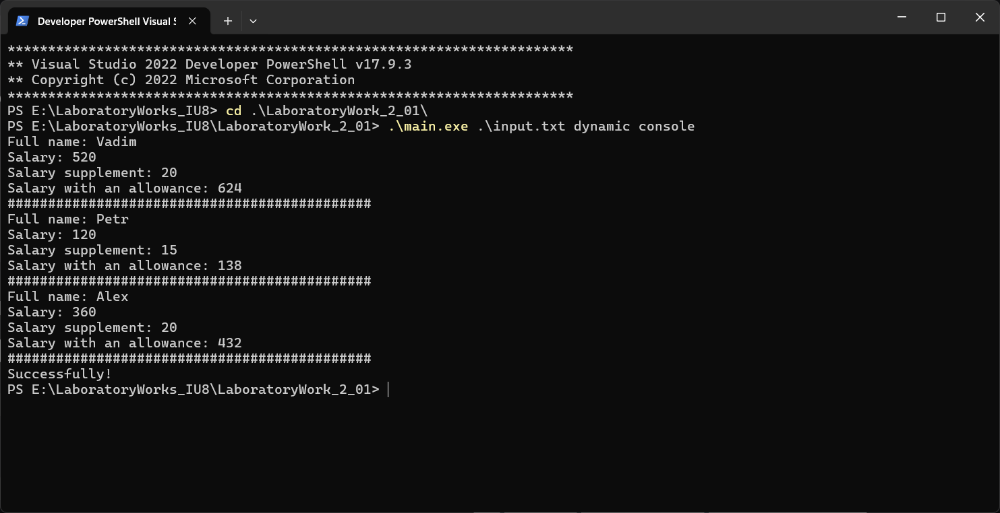 Developer PowerShell Visual S
**********************************************************************
** Visual Studio 2022 Developer PowerShell v17.9.3
** Copyright (c) 2022 Microsoft Corporation
**********************************************************************
PS E:\LaboratoryWorks_IU8> cd .\LaboratoryWork_2_01\
PS E:\LaboratoryWorks_IU8\LaboratoryWork_2_01> .\main.exe .\input.txt dynamic console
Full name: Vadim
Salary: 520
Salary supplement: 20
Salary with an allowance: 624
#############################################
Full name: Petr
Salary: 120
Salary supplement: 15
Salary with an allowance: 138
#############################################
Full name: Alex
Salary: 360
Salary supplement: 20
Salary with an allowance: 432
#############################################
Successfully!
PS E:\LaboratoryWorks_IU8\LaboratoryWork_2_01>